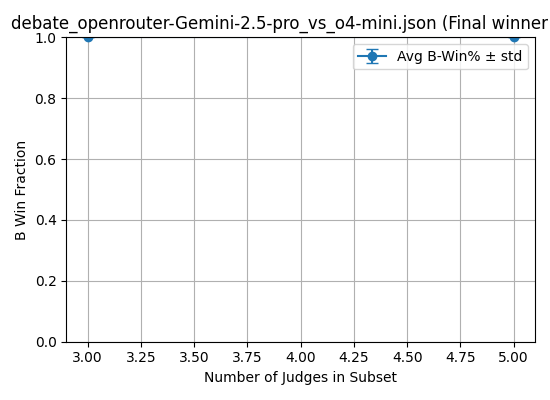 debate_openrouter-Gemini-2.5-pro_vs_o4-mini.json (Final winner
Avg B-Win% ± std
1.0
0.8
0.6
0.4
0.2
0.0
B Win Fraction
3.00 3.25 3.50 3.75 4.00 4.25 4.50 4.75 5.00
Number of Judges in Subset